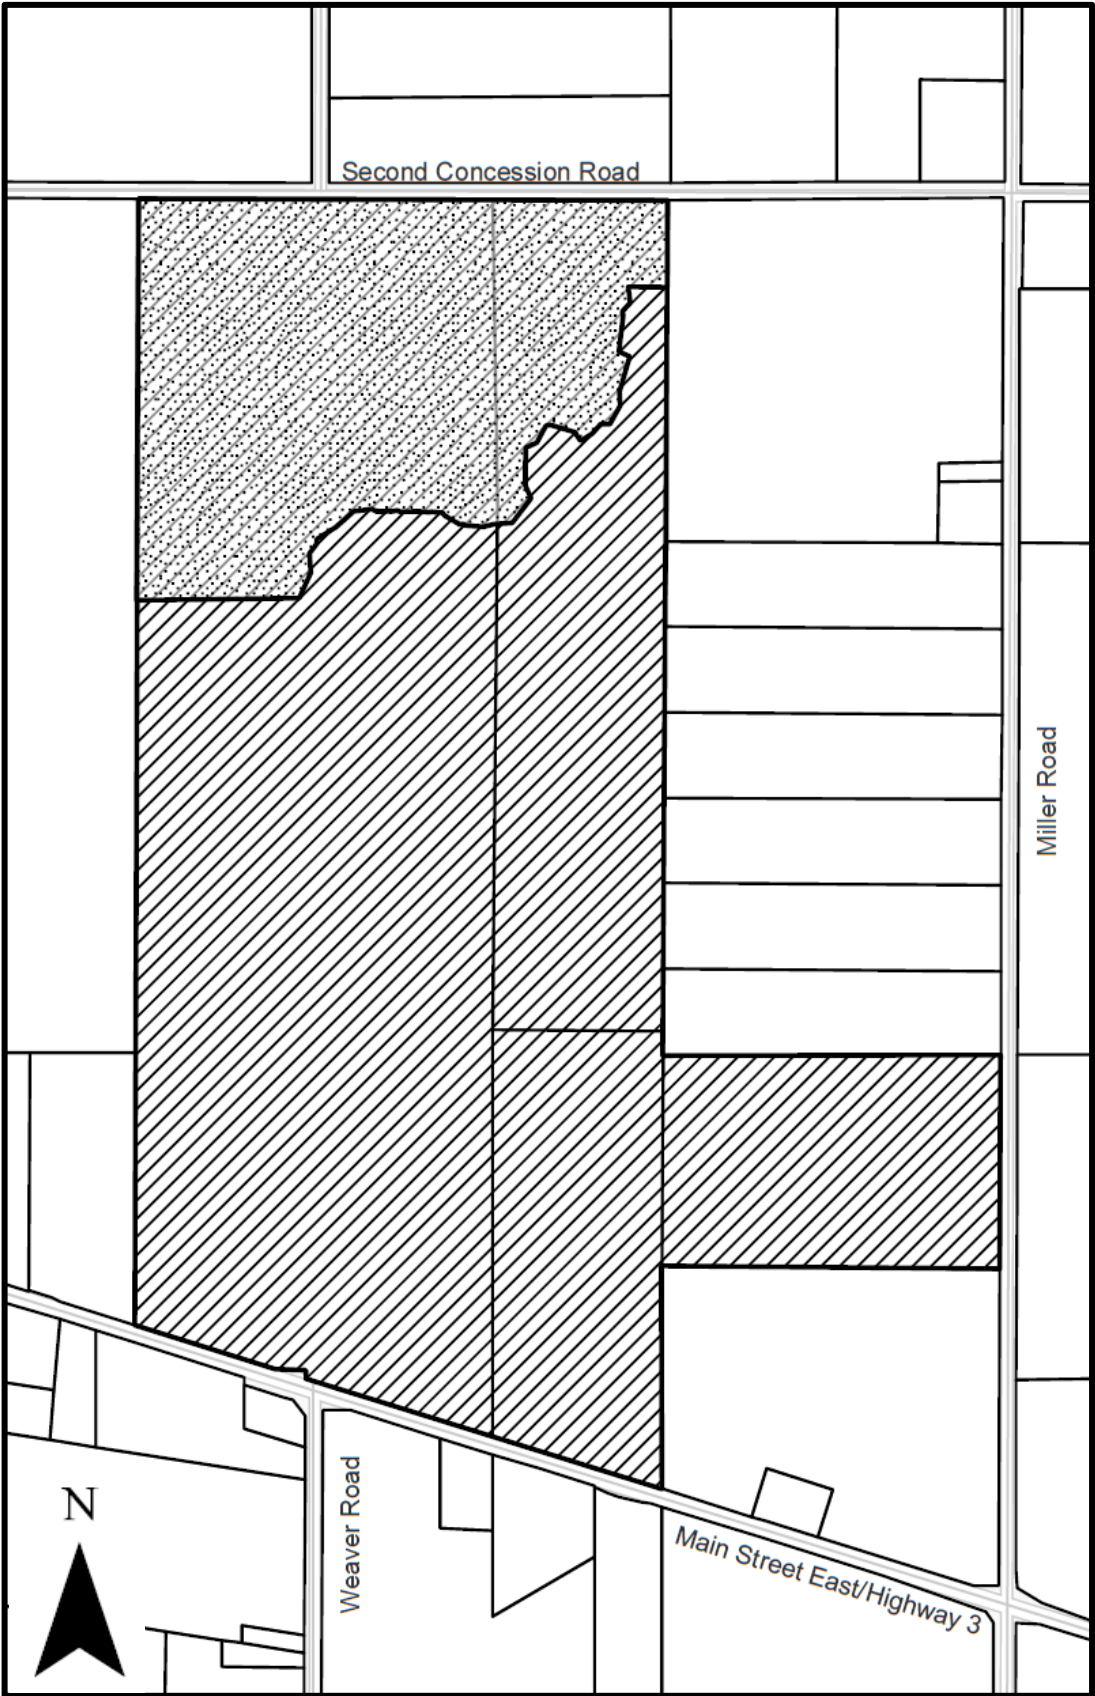 Second Concession Road
Miller Road
N
Weaver Road
Main Street East/Highway 3